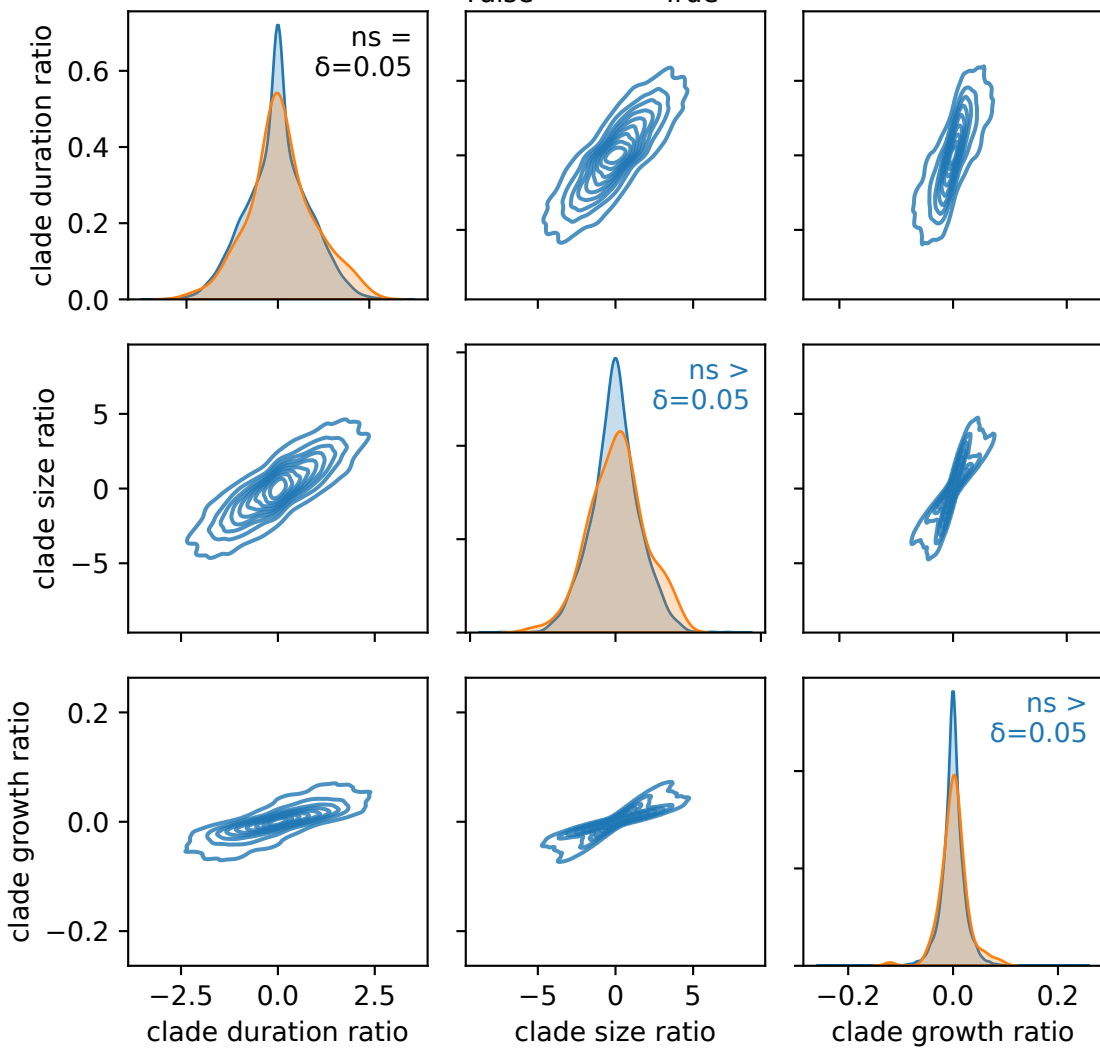 clade duration ratio
0.6
0.4
0.2
0.0
ns =
δ=0.05
clade size ratio
5
0
−5
ns >
δ=0.05
clade growth ratio
0.2
0.0
−0.2
ns >
δ=0.05
−2.5 0.0 2.5
−5 0 5
−0.2 0.0 0.2
clade duration ratio
clade size ratio
clade growth ratio